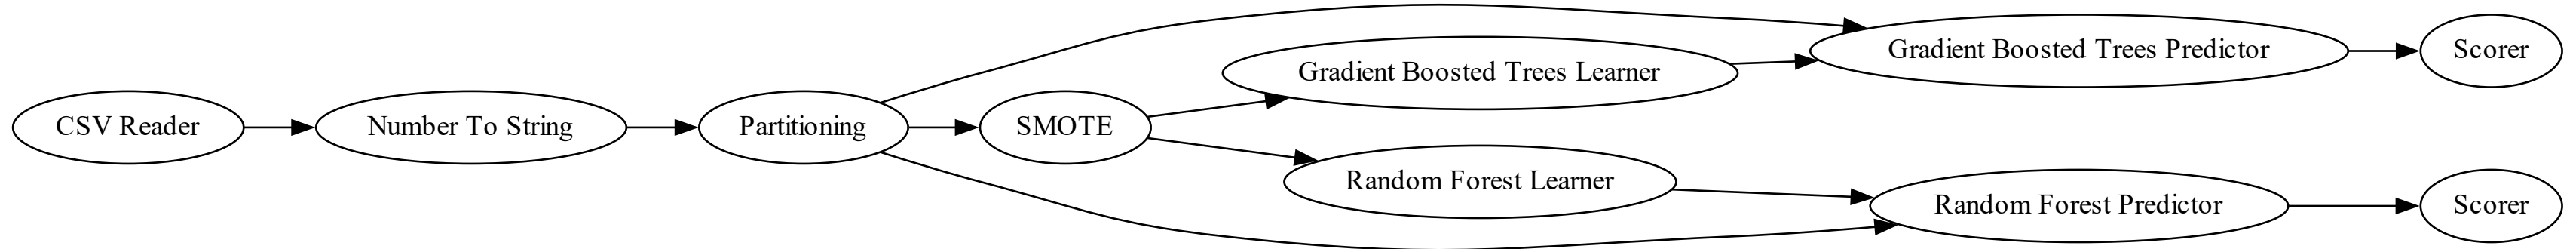 CSV Reader
Number To String
Partitioning
SMOTE
Gradient Boosted Trees Learner
Random Forest Learner
Gradient Boosted Trees Predictor
Random Forest Predictor
Scorer
Scorer